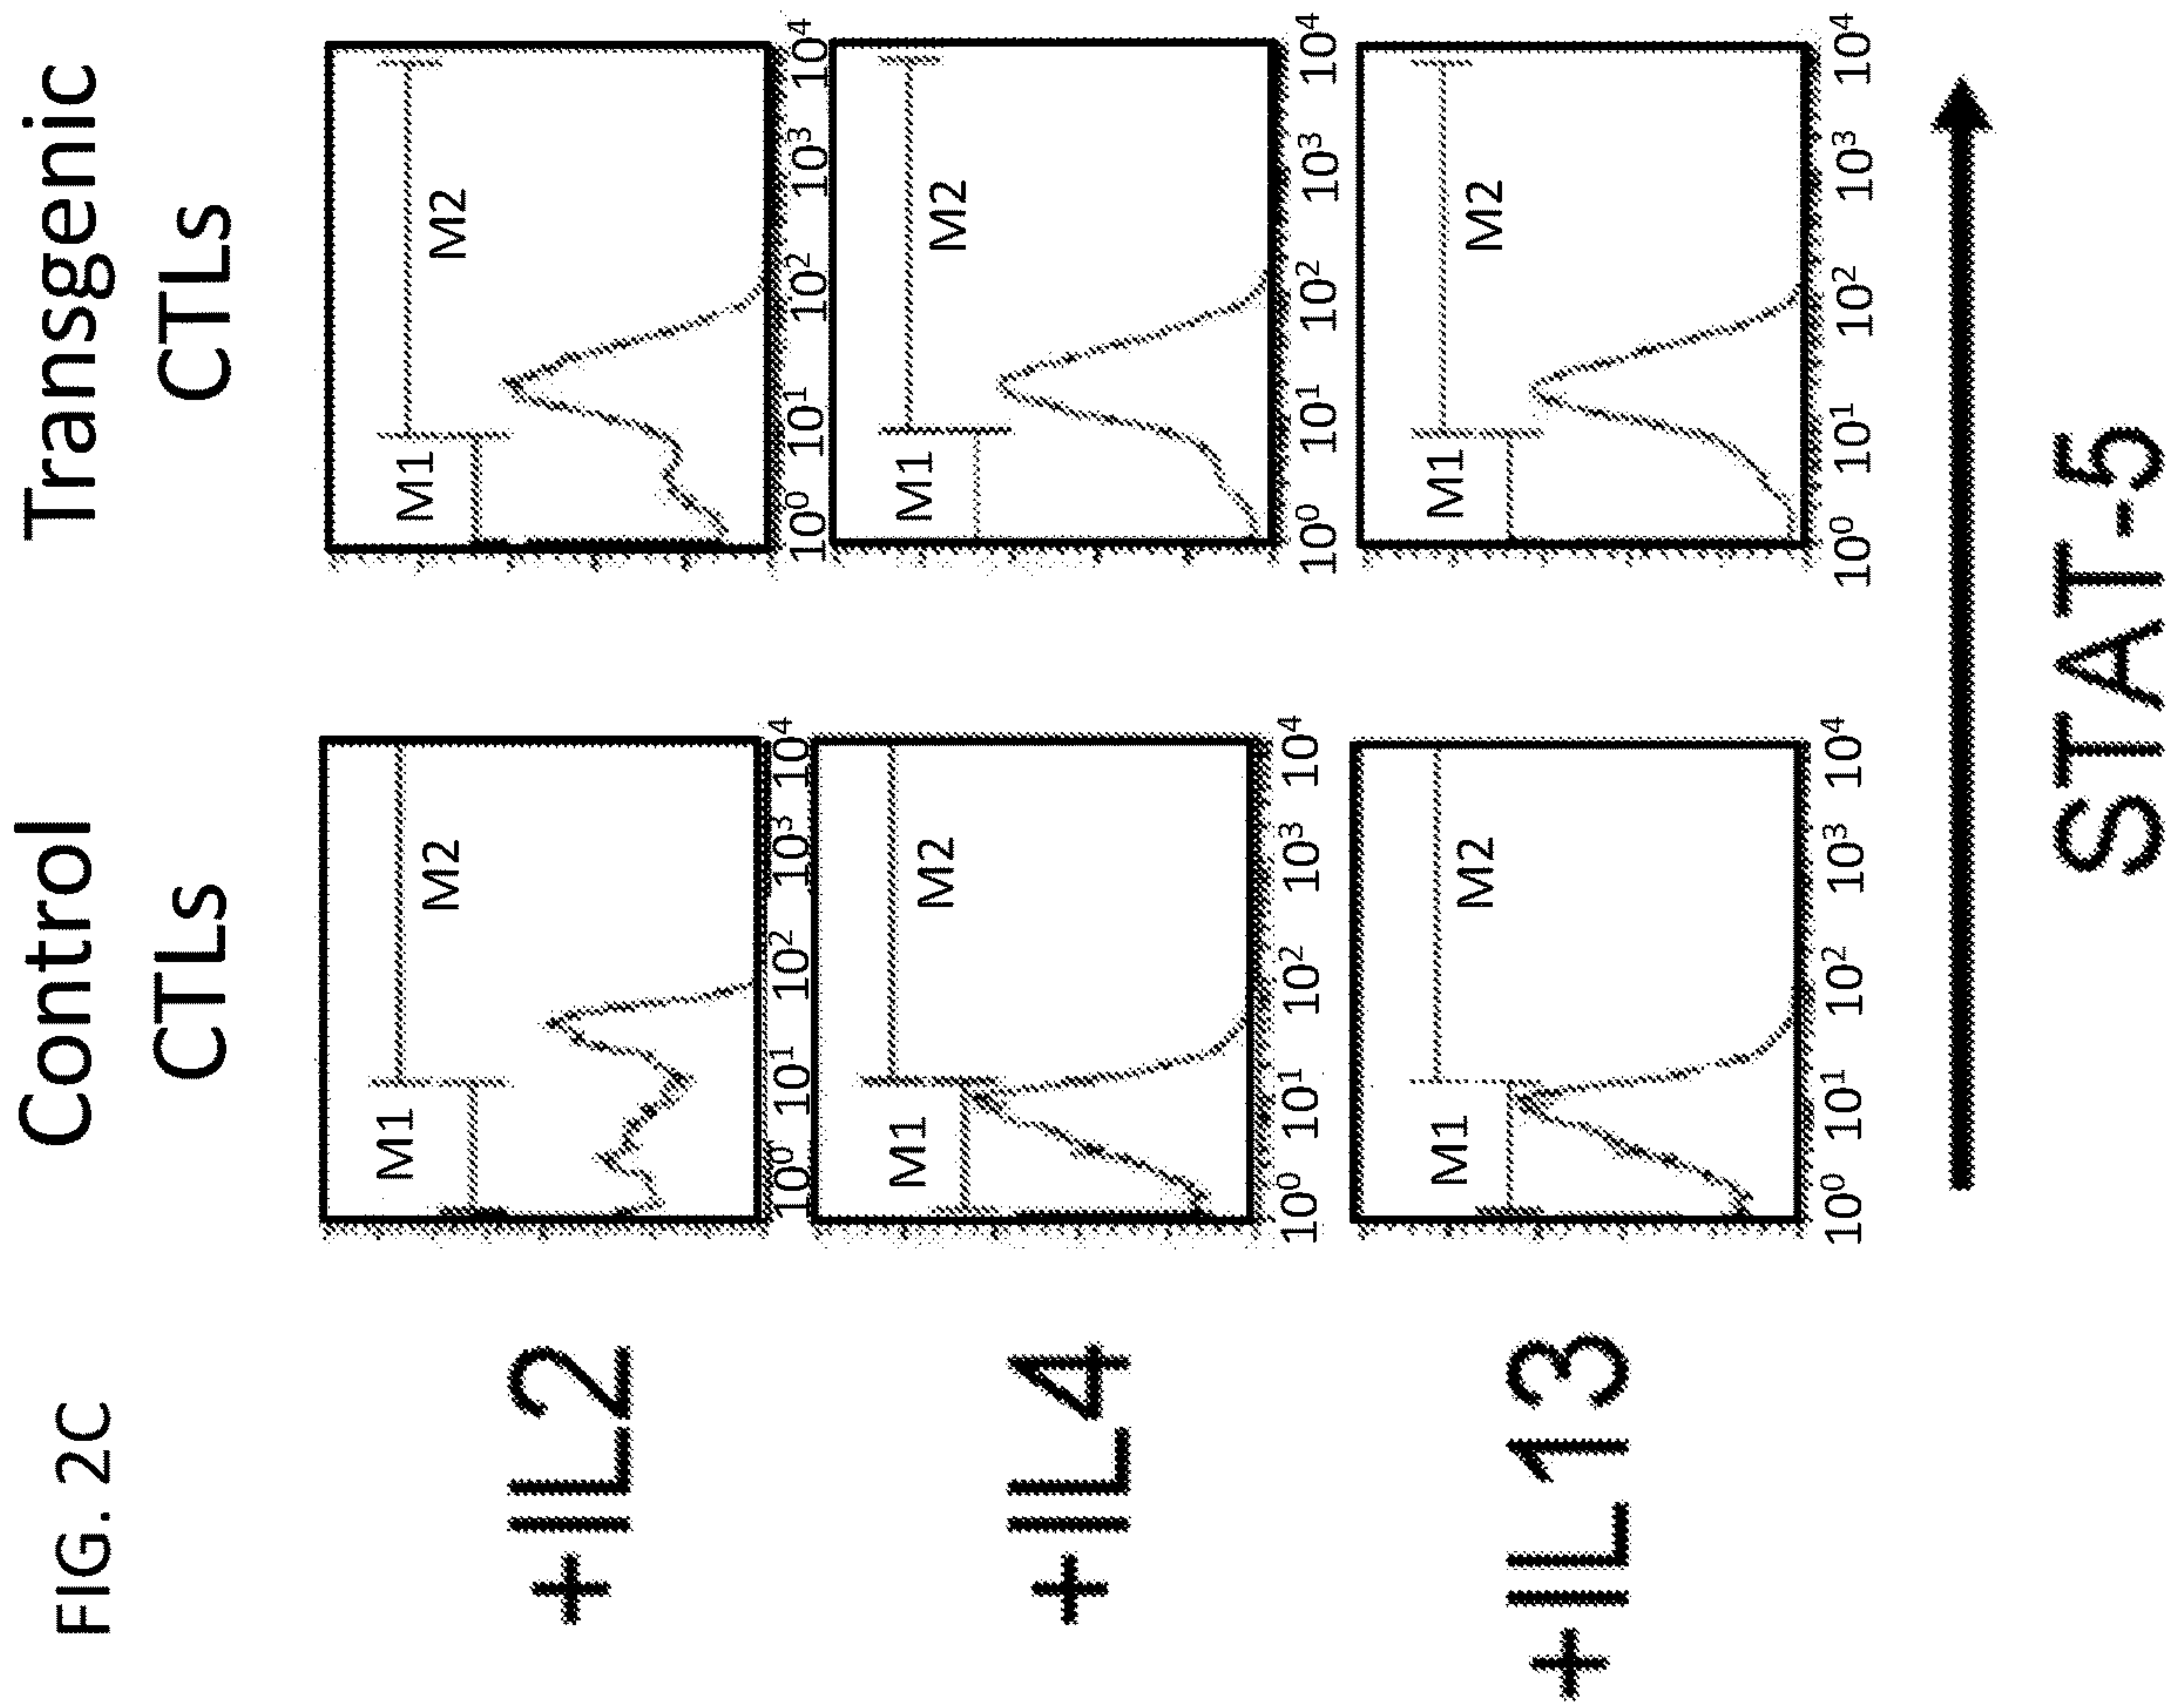 FIG. 2C
Control
CTLs
Transgenic
CTLs
+IL2
M1
M2
10⁰ 10¹ 10² 10³ 10⁴
M1
M2
10⁰ 10¹ 10² 10³ 10⁴
+IL4
M1
M2
10⁰ 10¹ 10² 10³ 10⁴
M1
M2
10⁰ 10¹ 10² 10³ 10⁴
+IL13
M1
M2
10⁰ 10¹ 10² 10³ 10⁴
M1
M2
10⁰ 10¹ 10² 10³ 10⁴
STAT-5